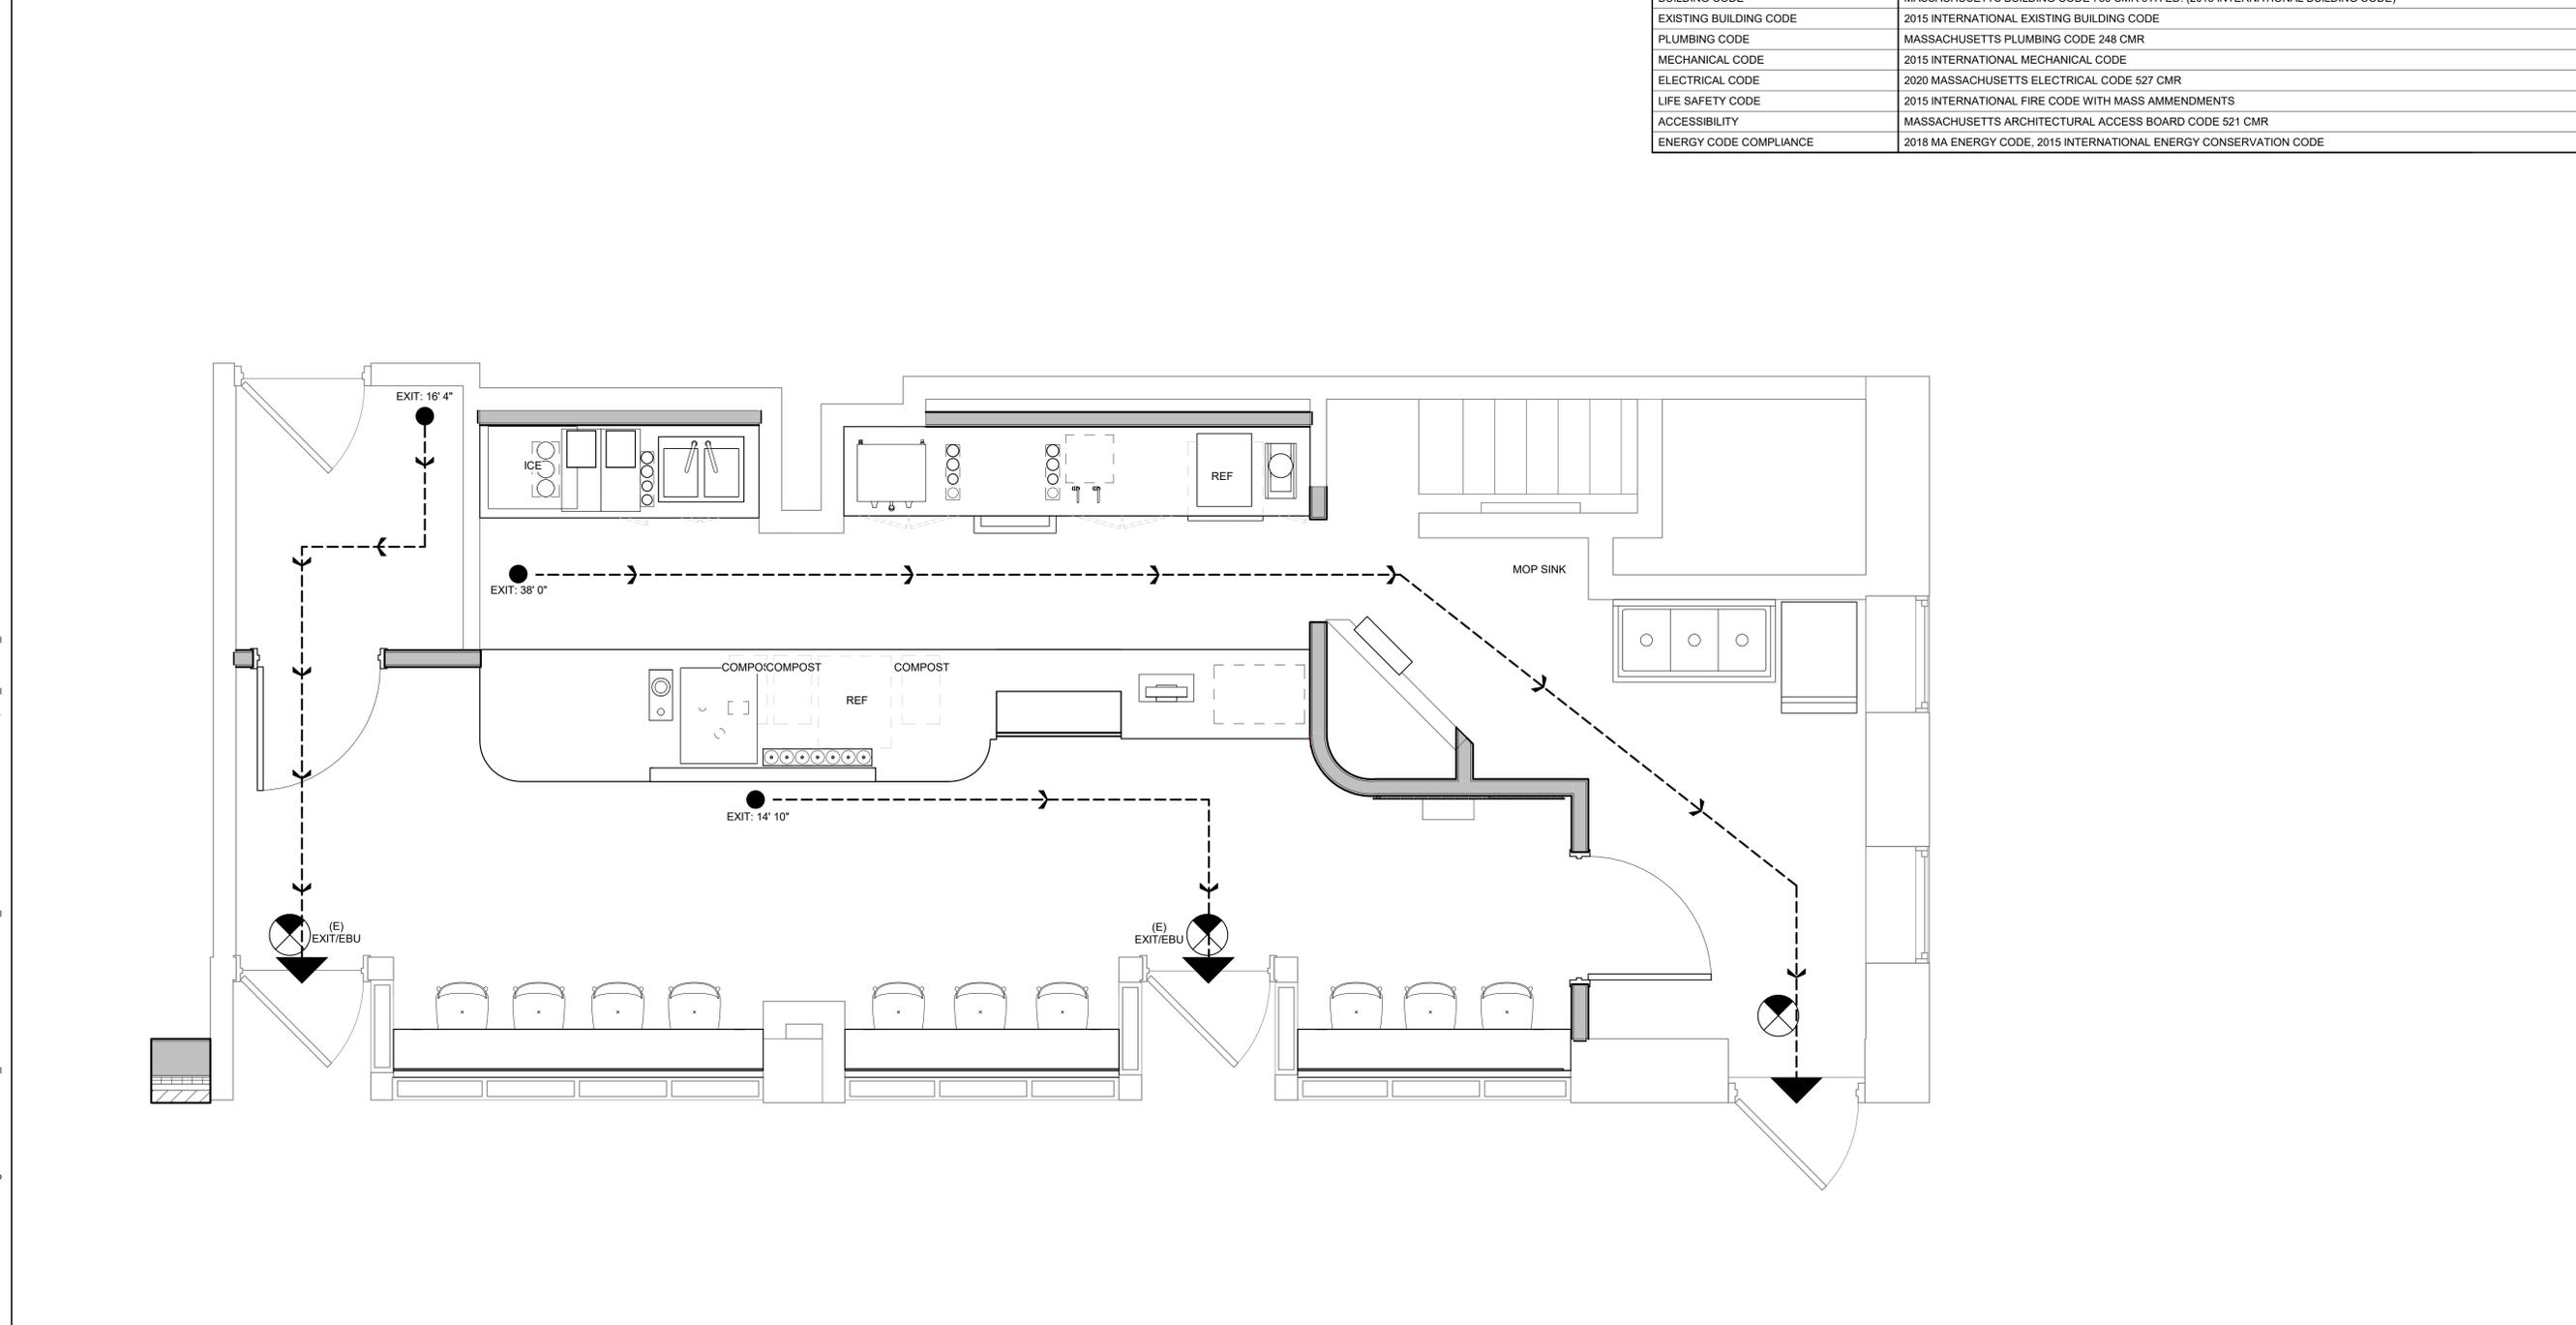 EXISTING BUILDING CODE 2015 INTERNATIONAL EXISTING BUILDING CODE
PLUMBING CODE MASSACHUSETTS PLUMBING CODE 248 CMR
MECHANICAL CODE 2015 INTERNATIONAL MECHANICAL CODE
ELECTRICAL CODE 2020 MASSACHUSETTS ELECTRICAL CODE 527 CMR
LIFE SAFETY CODE 2015 INTERNATIONAL FIRE CODE WITH MASS AMMENDMENTS
ACCESSIBILITY MASSACHUSETTS ARCHITECTURAL ACCESS BOARD CODE 521 CMR
ENERGY CODE COMPLIANCE 2018 MA ENERGY CODE, 2015 INTERNATIONAL ENERGY CONSERVATION CODE
EXIT: 16' 4"
ICE
REF
MOP SINK
EXIT: 38' 0"
COMPOST
COMPOST
REF
EXIT: 14' 10"
(E)
EXIT/EBU
(E)
EXIT/EBU